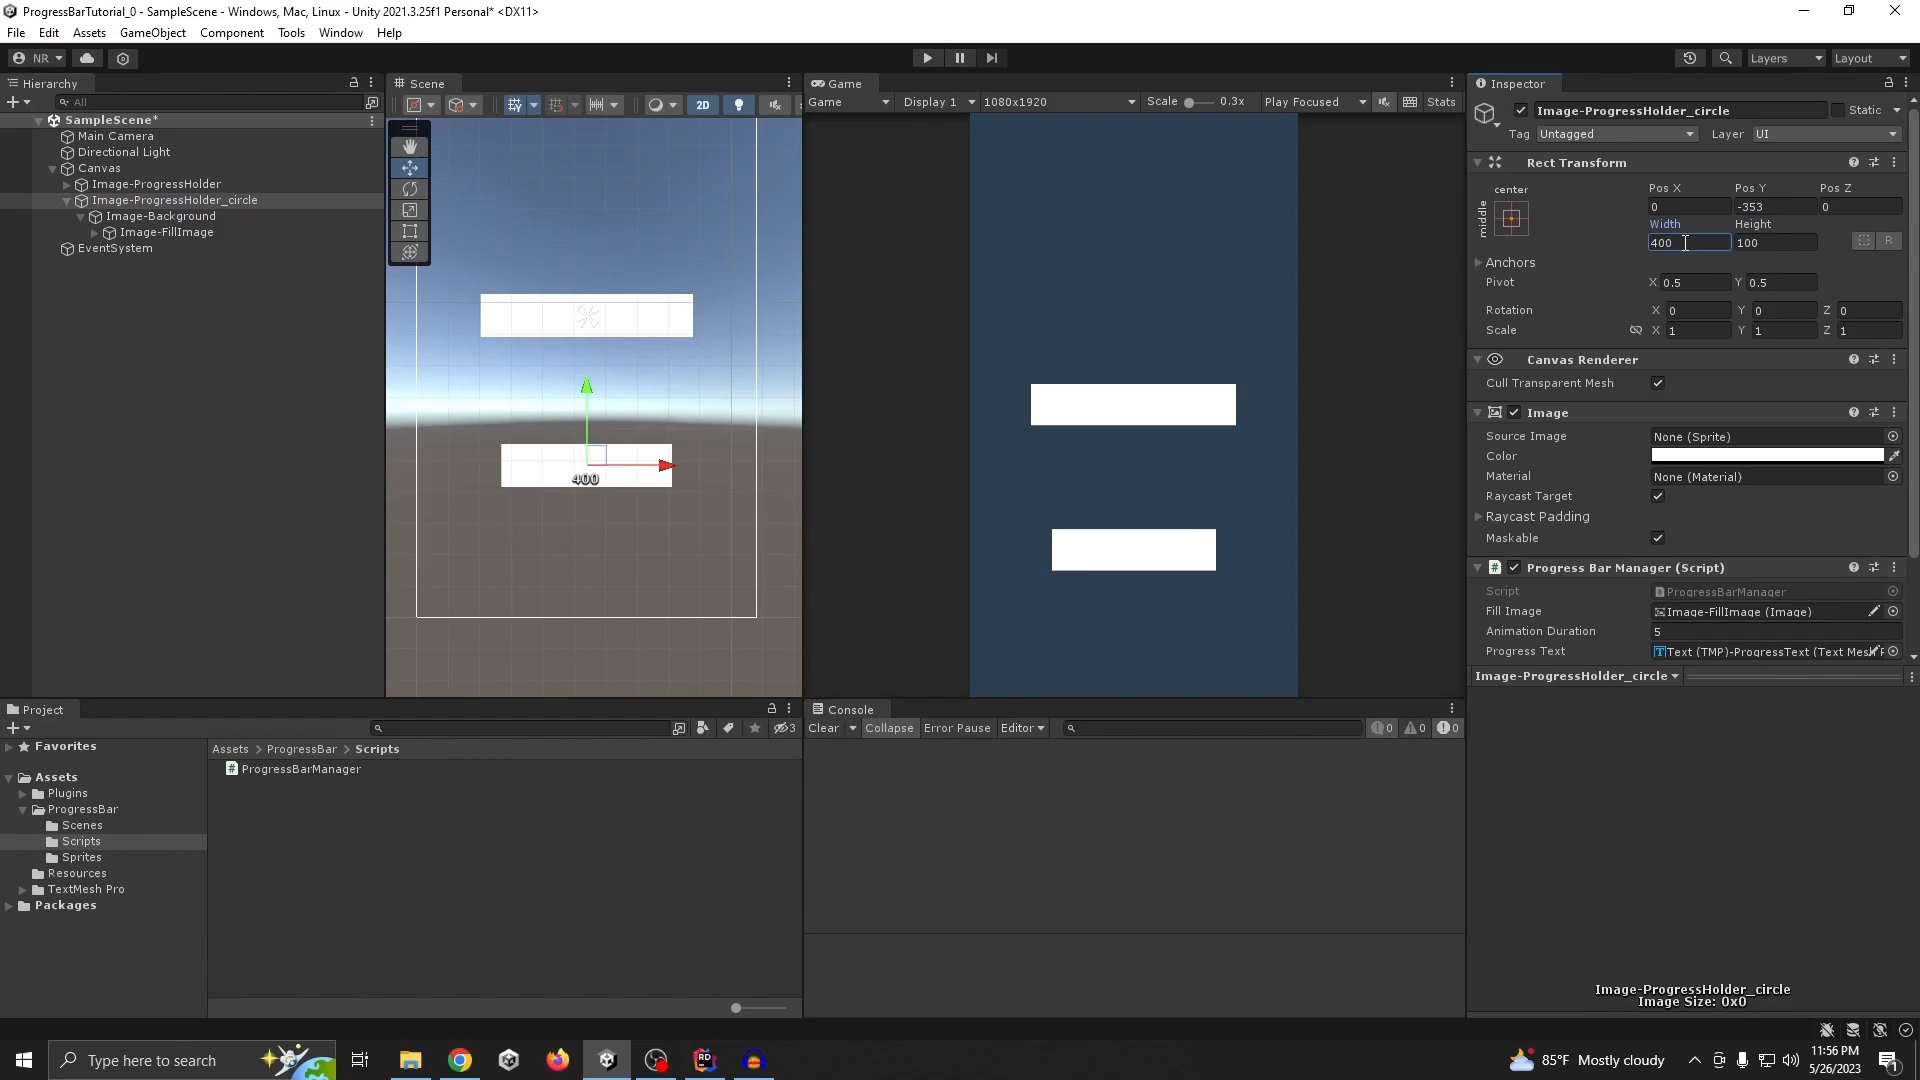 ProgressBarTutorial_0 - SampleScene - Windows, Mac, Linux - Unity 2021.3.25f1 Personal* <DX11>
File Edit Assets GameObject Component Tools Window Help
NR Layers Layout
Hierarchy
All
SampleScene*
Main Camera
Directional Light
Canvas
Image-ProgressHolder
Image-ProgressHolder_circle
Image-Background
Image-FillImage
EventSystem
Scene
2D
400
Game
Game Display 1 1080x1920 Scale 0.3x Play Focused Stats
Inspector
Image-ProgressHolder_circle Static
Tag Untagged Layer UI
Rect Transform
center
middle
Pos X Pos Y Pos Z
0 -353 0
Width Height
400 100 R
Anchors
Pivot X 0.5 Y 0.5
Rotation X 0 Y 0 Z 0
Scale X 1 Y 1 Z 1
Canvas Renderer
Cull Transparent Mesh
Image
Source Image None (Sprite)
Color
Material None (Material)
Raycast Target
Raycast Padding
Maskable
Progress Bar Manager (Script)
Script ProgressBarManager
Fill Image Image-FillImage (Image)
Animation Duration 5
Progress Text Text (TMP)-ProgressText (Text Mes
Image-ProgressHolder_circle
Image-ProgressHolder_circle
Image Size: 0x0
Project
3
Favorites
Assets
Plugins
ProgressBar
Scenes
Scripts
Sprites
Resources
TextMesh Pro
Packages
Assets > ProgressBar > Scripts
ProgressBarManager
Console
Clear Collapse Error Pause Editor 0 0 0
Type here to search
RD
85°F Mostly cloudy
11:56 PM
5/26/2023
1